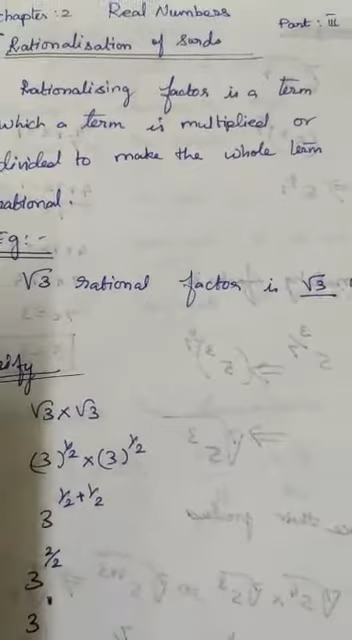 chapter :2 Real Numbers Part : III
Rationalisation of Surds
Rationalising factor is a term
which a term is multiplied or
divided to make the whole term
rational :
Eg :-
√3 rational factor is √3
√3 × √3
(3)^1/2 × (3)^1/2
3^1/2 + 1/2
3^2/2
3
3